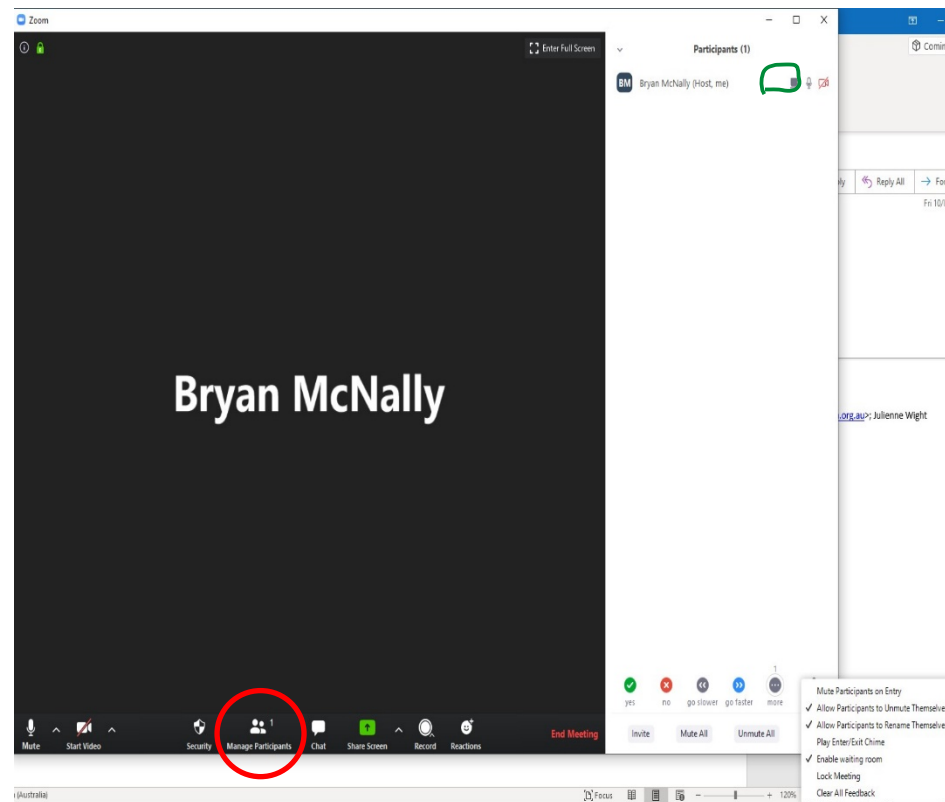 Zoom
Enter Full Screen
Participants (1)
Comin
BM Bryan McNally (Host, me)
Reply All
Fri 10/
Bryan McNally
.org.au>; Julienne Wight
1
yes no go slower go faster more
Mute Start Video Security Manage Participants 1 Chat Share Screen Record Reactions End Meeting
Invite Mute All Unmute All
Mute Participants on Entry
Allow Participants to Unmute Themselve
Allow Participants to Rename Themselve
Play Enter/Exit Chime
Enable waiting room
Lock Meeting
Clear All Feedback
(Australia) Focus 120%